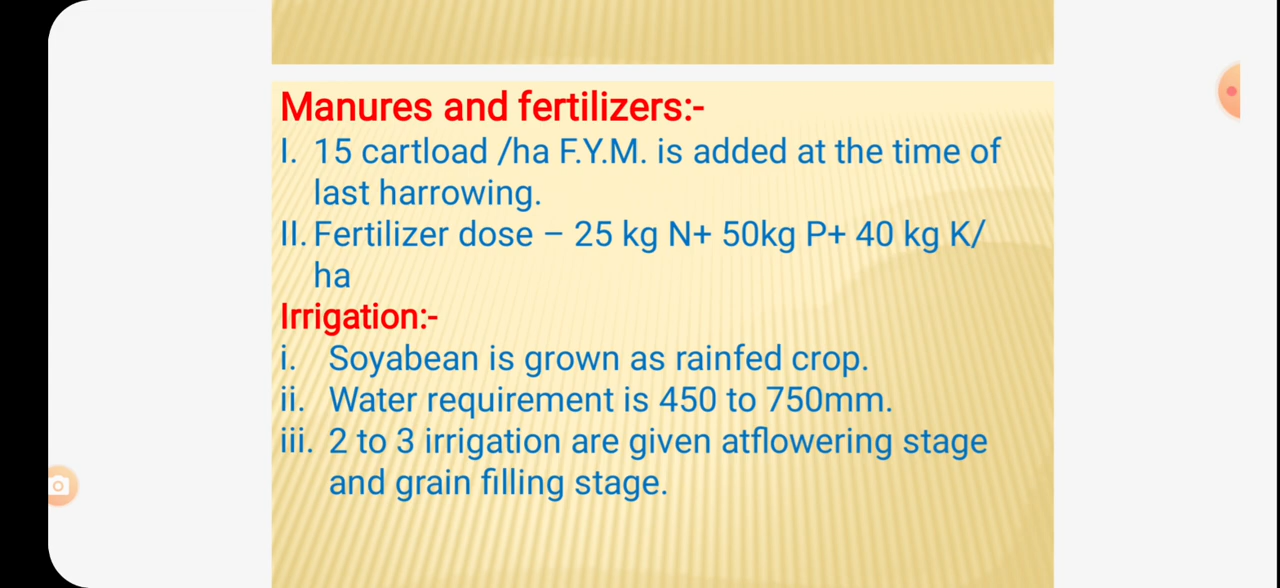 Manures and fertilizers:-
I. 15 cartload /ha F.Y.M. is added at the time of
last harrowing.
II. Fertilizer dose – 25 kg N+ 50kg P+ 40 kg K/
ha
Irrigation:-
i. Soyabean is grown as rainfed crop.
ii. Water requirement is 450 to 750mm.
iii. 2 to 3 irrigation are given atflowering stage
and grain filling stage.